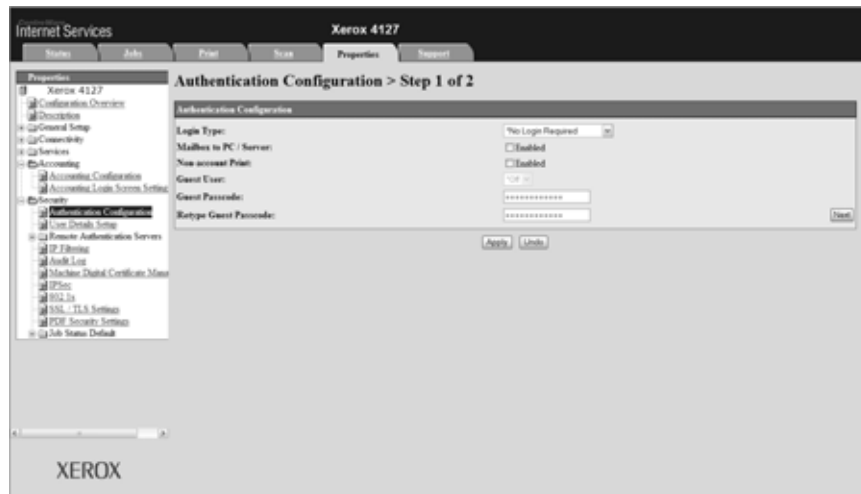 CentreWare
Internet Services
Xerox 4127
Status
Jobs
Print
Scan
Properties
Support
Properties
Xerox 4127
Configuration Overview
Description
General Setup
Connectivity
Services
Accounting
Accounting Configuration
Accounting Login Screen Setting
Security
Authentication Configuration
User Details Setup
Remote Authentication Servers
IP Filtering
Audit Log
Machine Digital Certificate Mana
IPSec
802.1x
SSL / TLS Settings
PDF Security Settings
Job Status Default
Authentication Configuration > Step 1 of 2
Authentication Configuration
Login Type:
*No Login Required
Mailbox to PC / Server:
Enabled
Non account Print:
Enabled
Guest User:
*Off
Guest Passcode:
************
Retype Guest Passcode:
************
Next
Apply
Undo
XEROX